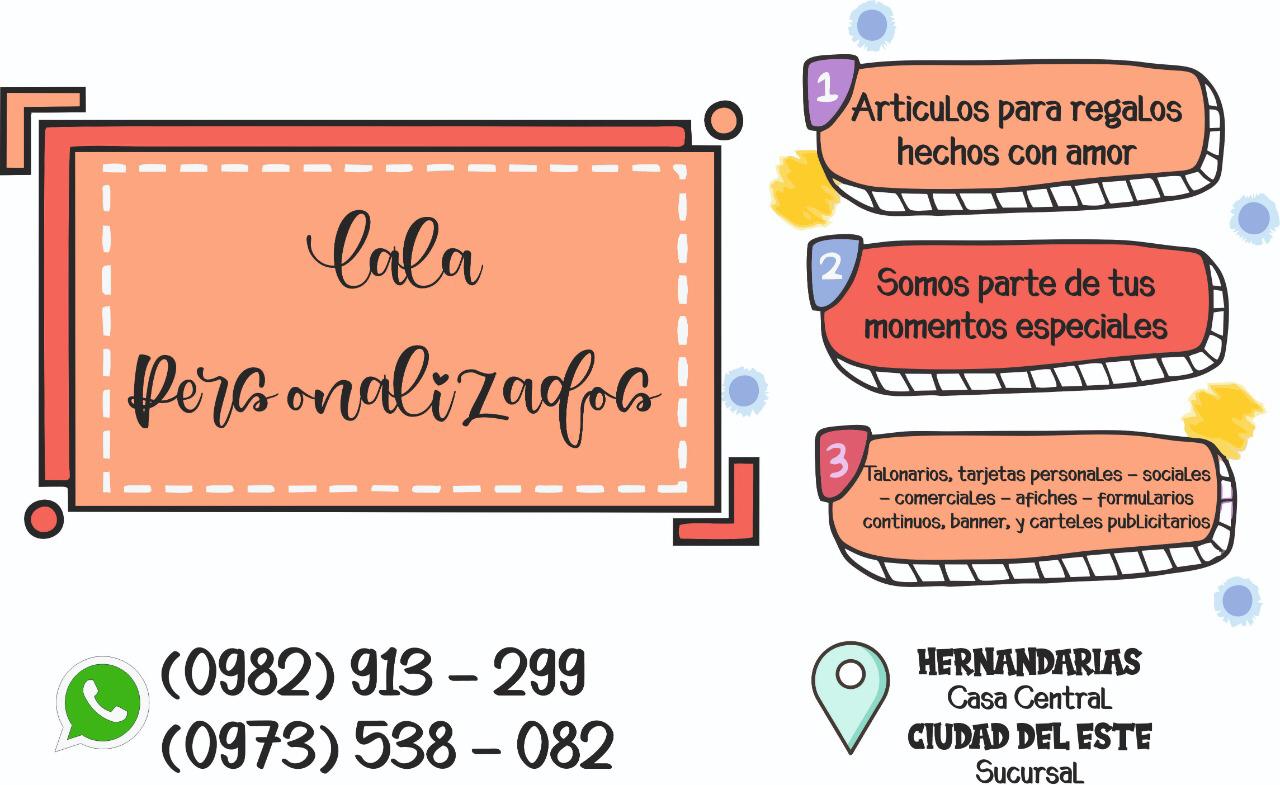 Lala
Personalizados
1
Articulos para regalos
hechos con amor
2
Somos parte de tus
momentos especiales
3
Talonarios, tarjetas personales – sociales
– comerciales – afiches – formularios
continuos, banner, y carteles publicitarios
(0982) 913 – 299
(0973) 538 – 082
HERNANDARIAS
Casa Central
CIUDAD DEL ESTE
Sucursal